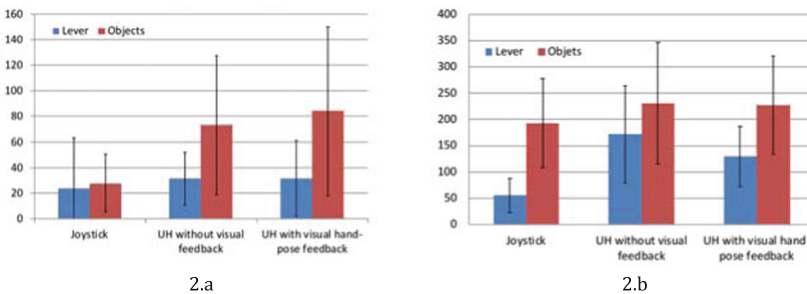 160
140
120
100
80
60
40
20
0
Lever Objects
Joystick
UH without visual
feedback
UH with visual hand-
pose feedback
2.a
400
350
300
250
200
150
100
50
0
Lever Objets
Joystick
UH without visual
feedback
UH with visual hand
pose feedback
2.b